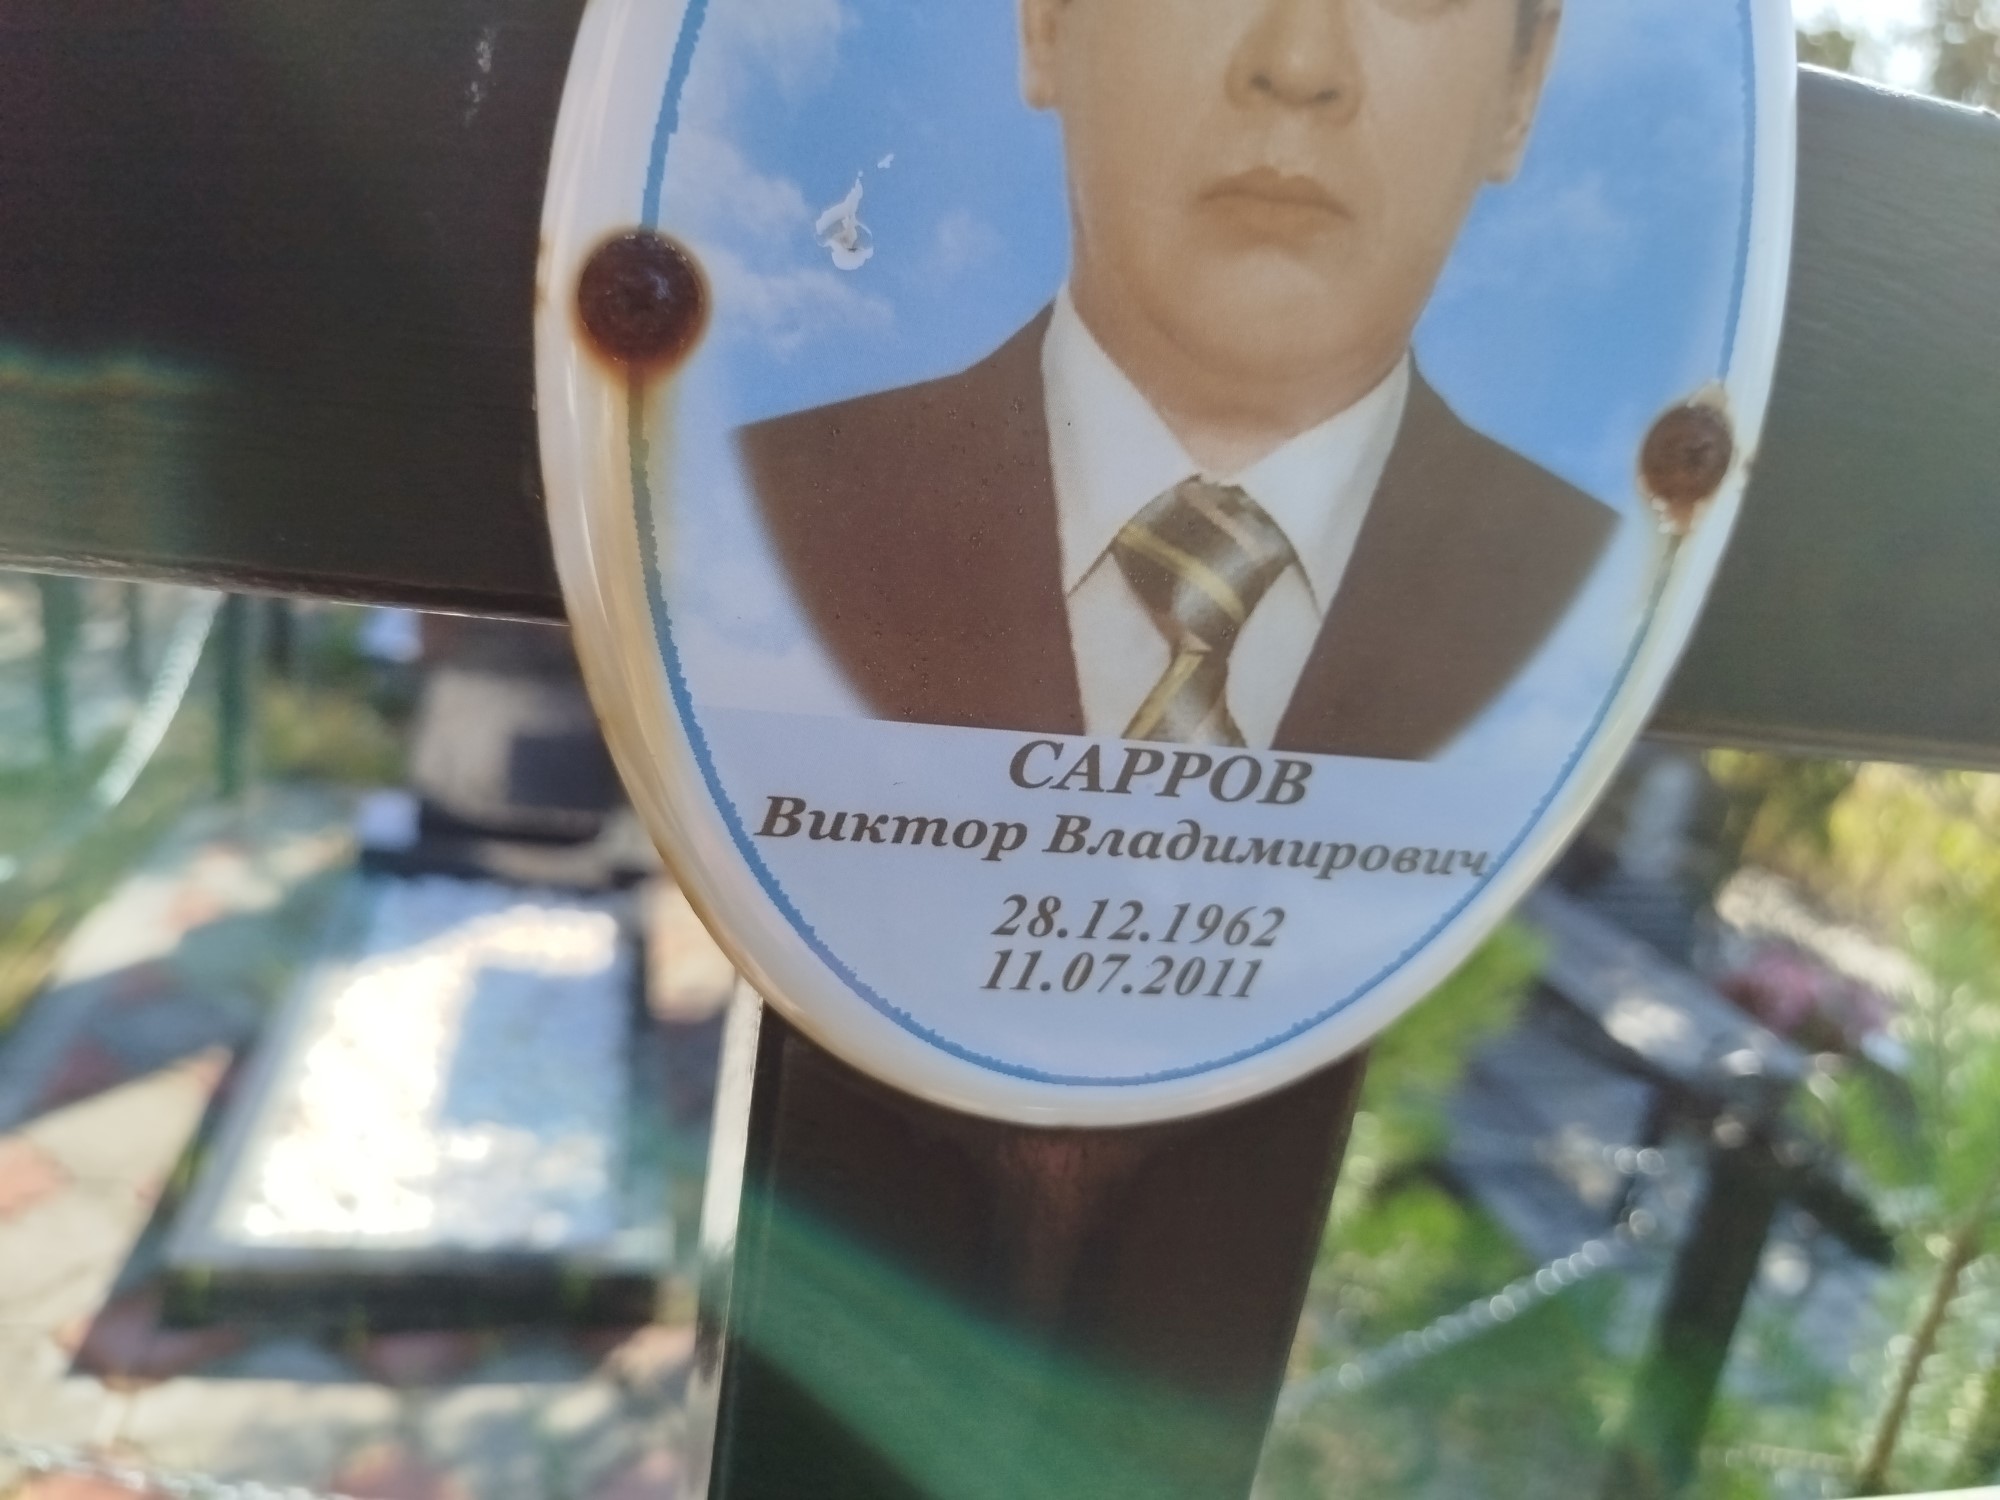 САРРОВ
Виктор Владимирович
28.12.1962
11.07.2011